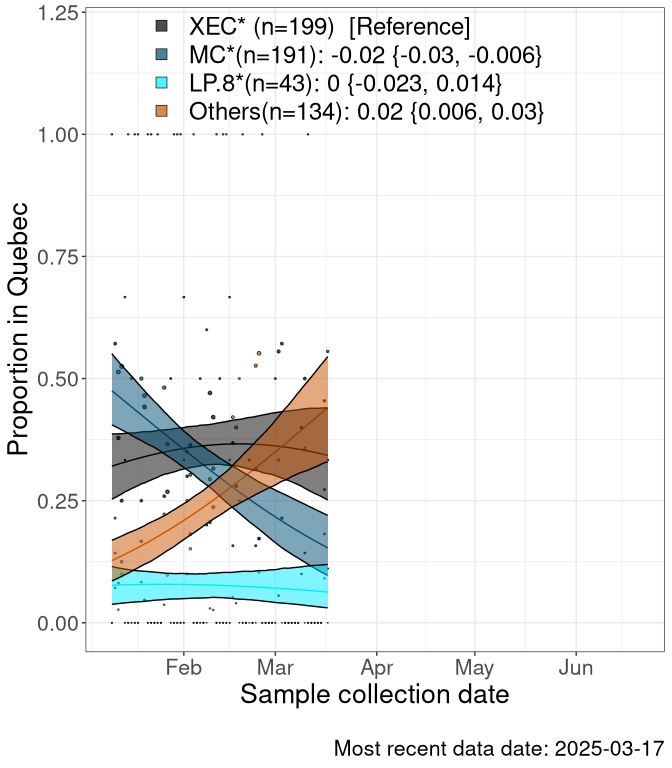 XEC* (n=199)  [Reference]
MC*(n=191): -0.02 {-0.03, -0.006}
LP.8*(n=43): 0 {-0.023, 0.014}
Others(n=134): 0.02 {0.006, 0.03}
1.25
1.00
0.75
0.50
0.25
0.00
Proportion in Quebec
Feb Mar Apr May Jun
Sample collection date
Most recent data date: 2025-03-17